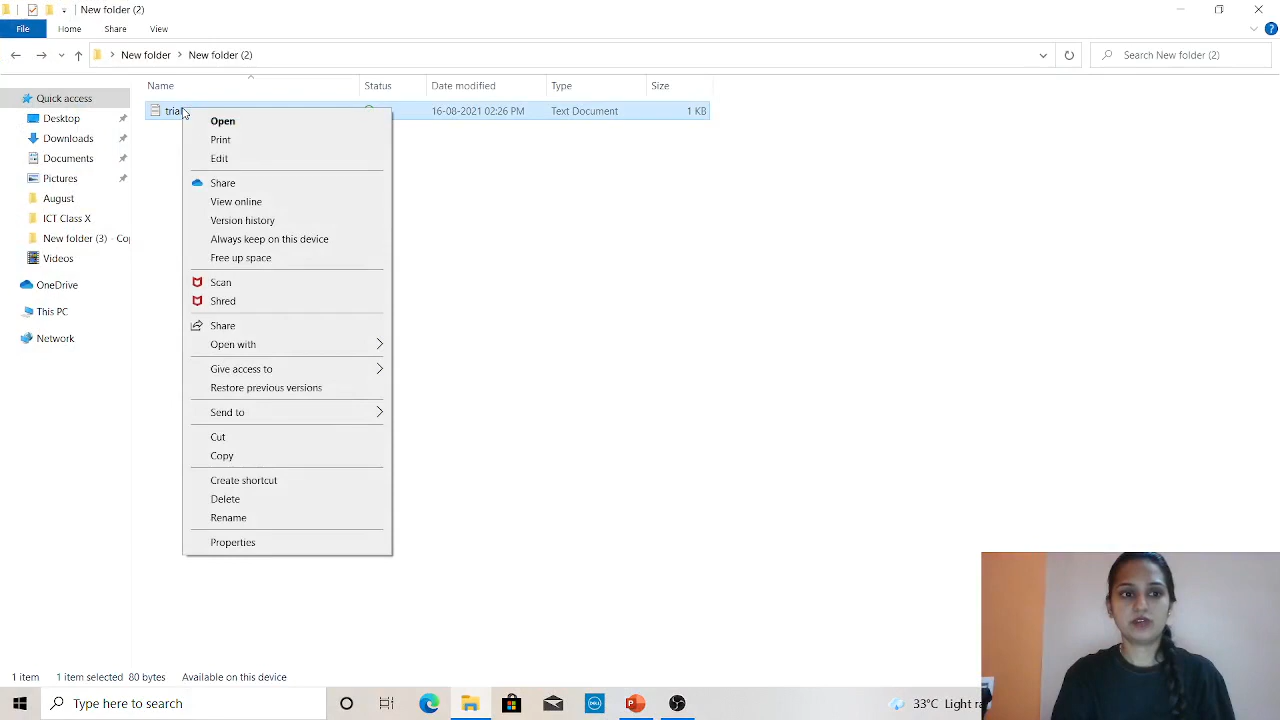 New folder (2)
File Home Share View
New folder New folder (2) Search New folder (2)
Name Status Date modified Type Size
Quick access
Desktop
Downloads
Documents
Pictures
August
ICT Class X
New folder (3) - Co
Videos
OneDrive
This PC
Network
trial 16-08-2021 02:26 PM Text Document 1 KB
Open
Print
Edit
Share
View online
Version history
Always keep on this device
Free up space
Scan
Shred
Share
Open with
Give access to
Restore previous versions
Send to
Cut
Copy
Create shortcut
Delete
Rename
Properties
1 item 1 item selected 80 bytes Available on this device
Type here to search 33°C Light ra